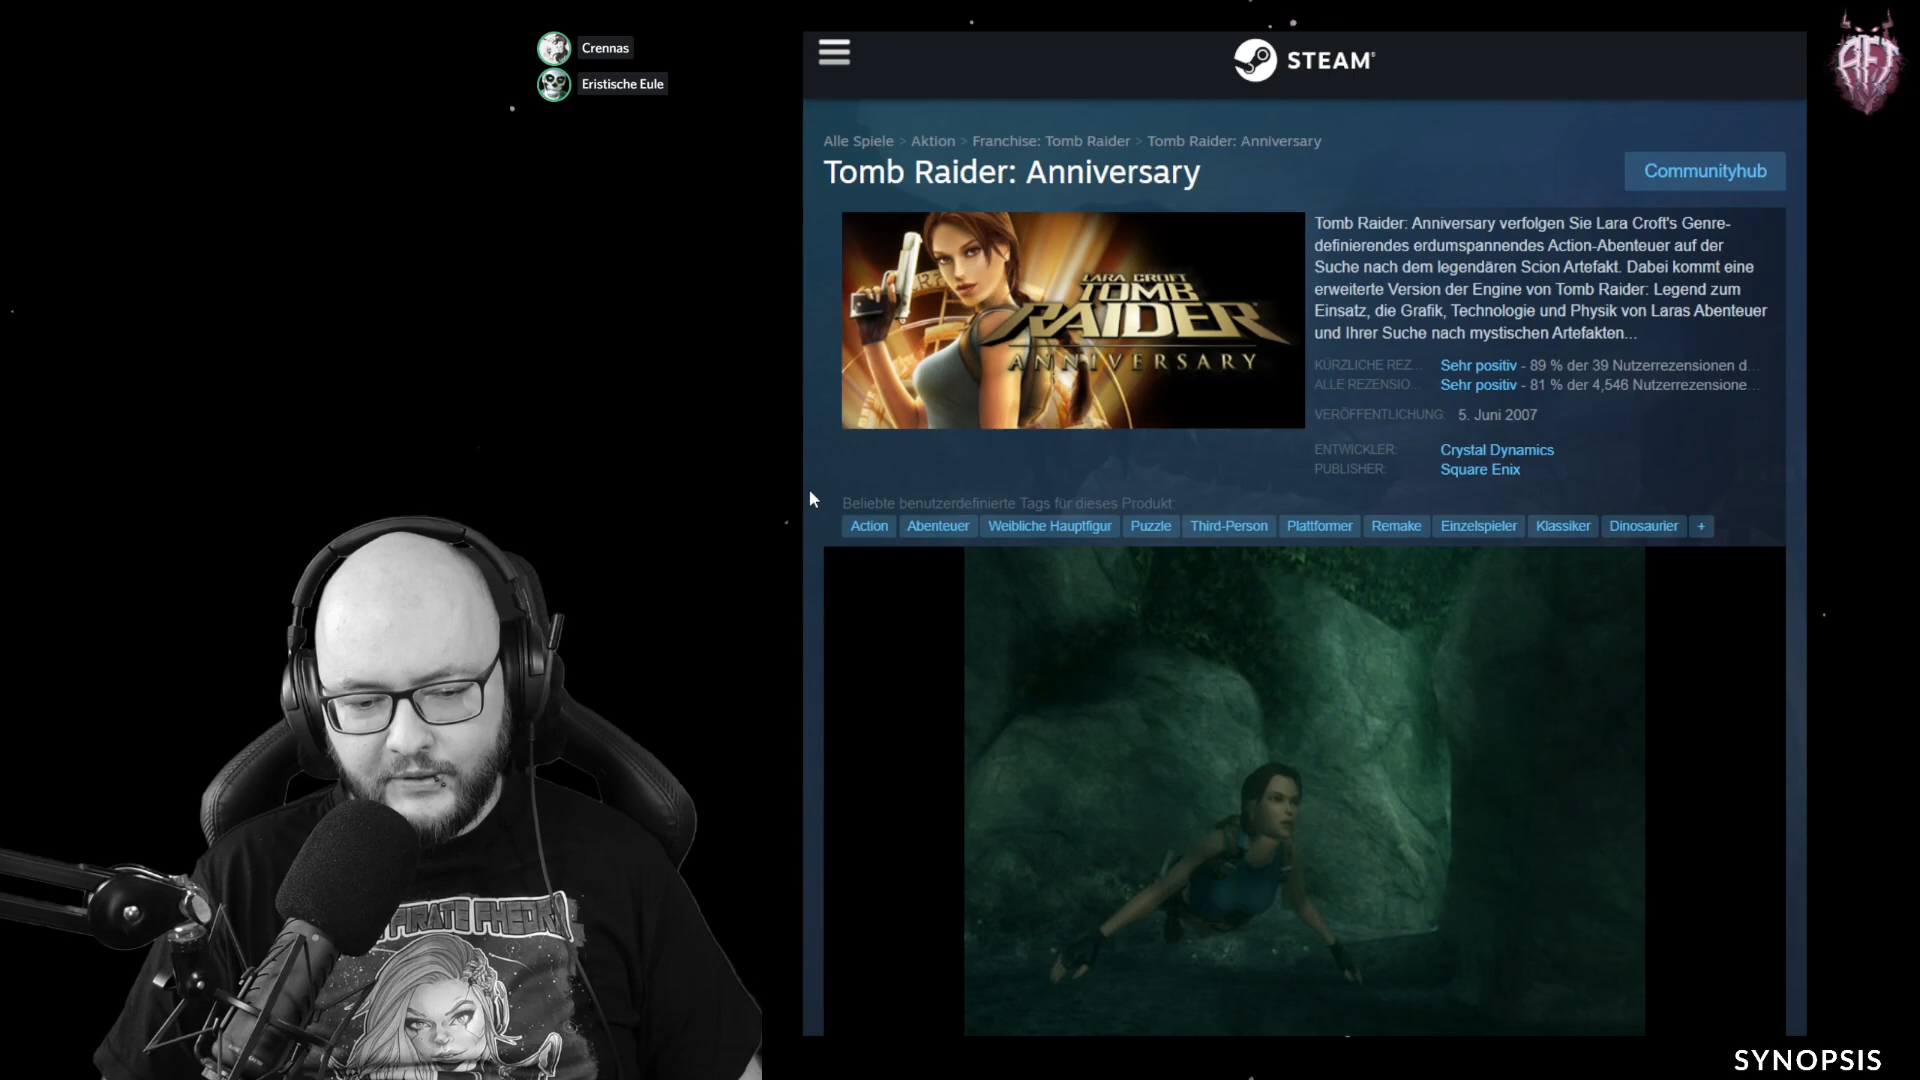 Crennas
Eristische Eule
STEAM
AFT
Alle Spiele > Aktion > Franchise: Tomb Raider > Tomb Raider: Anniversary
Tomb Raider: Anniversary
Communityhub
LARA CROFT
TOMB
RAIDER
ANNIVERSARY
Tomb Raider: Anniversary verfolgen Sie Lara Croft's Genre-
definierendes erdumspannendes Action-Abenteuer auf der
Suche nach dem legendären Scion Artefakt. Dabei kommt eine
erweiterte Version der Engine von Tomb Raider: Legend zum
Einsatz, die Grafik, Technologie und Physik von Laras Abenteuer
und Ihrer Suche nach mystischen Artefakten...
KÜRZLICHE REZ... Sehr positiv - 89 % der 39 Nutzerrezensionen d...
ALLE REZENSIO... Sehr positiv - 81 % der 4,546 Nutzerrezensione...
VERÖFFENTLICHUNG: 5. Juni 2007
ENTWICKLER: Crystal Dynamics
PUBLISHER: Square Enix
Beliebte benutzerdefinierte Tags für dieses Produkt:
Action Abenteuer Weibliche Hauptfigur Puzzle Third-Person Plattformer Remake Einzelspieler Klassiker Dinosaurier +
PIRATE
SYNOPSIS